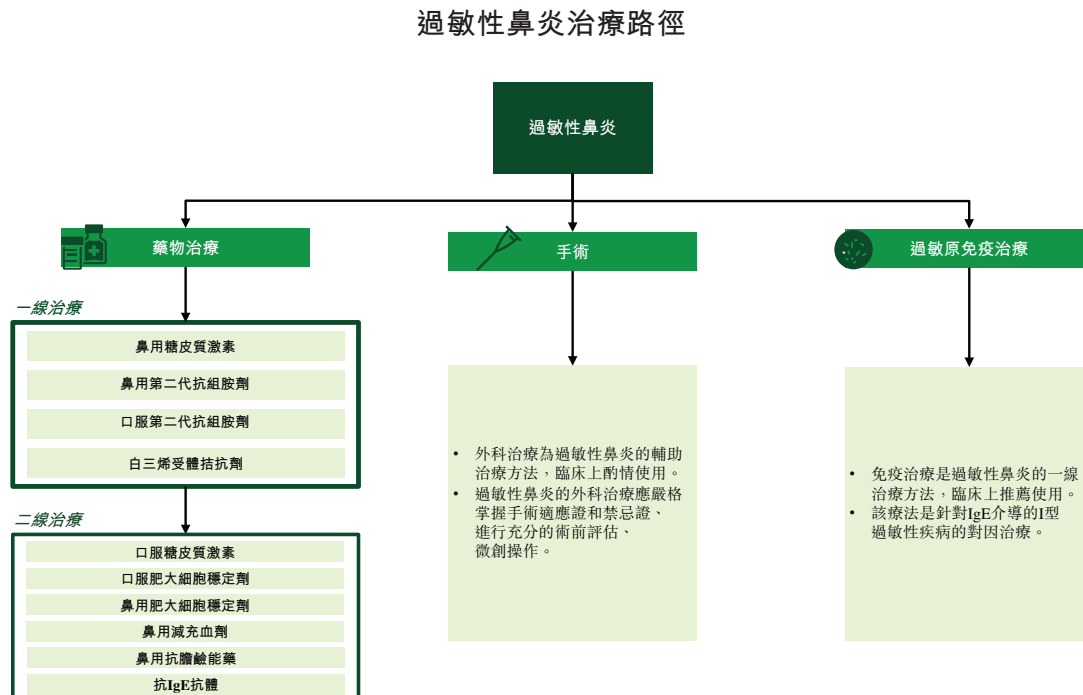 過敏性鼻炎治療路徑
過敏性鼻炎
藥物治療
手術
過敏原免疫治療
一線治療
鼻用糖皮質激素
鼻用第二代抗組胺劑
口服第二代抗組胺劑
白三烯受體拮抗劑
二線治療
口服糖皮質激素
口服肥大細胞穩定劑
鼻用肥大細胞穩定劑
鼻用減充血劑
鼻用抗膽鹼能藥
抗IgE抗體
• 外科治療為過敏性鼻炎的輔助
治療方法，臨床上酌情使用。
• 過敏性鼻炎的外科治療應嚴格
掌握手術適應證和禁忌證、
進行充分的術前評估、
微創操作。
• 免疫治療是過敏性鼻炎的一線
治療方法，臨床上推薦使用。
• 該療法是針對IgE介導的I型
過敏性疾病的對因治療。